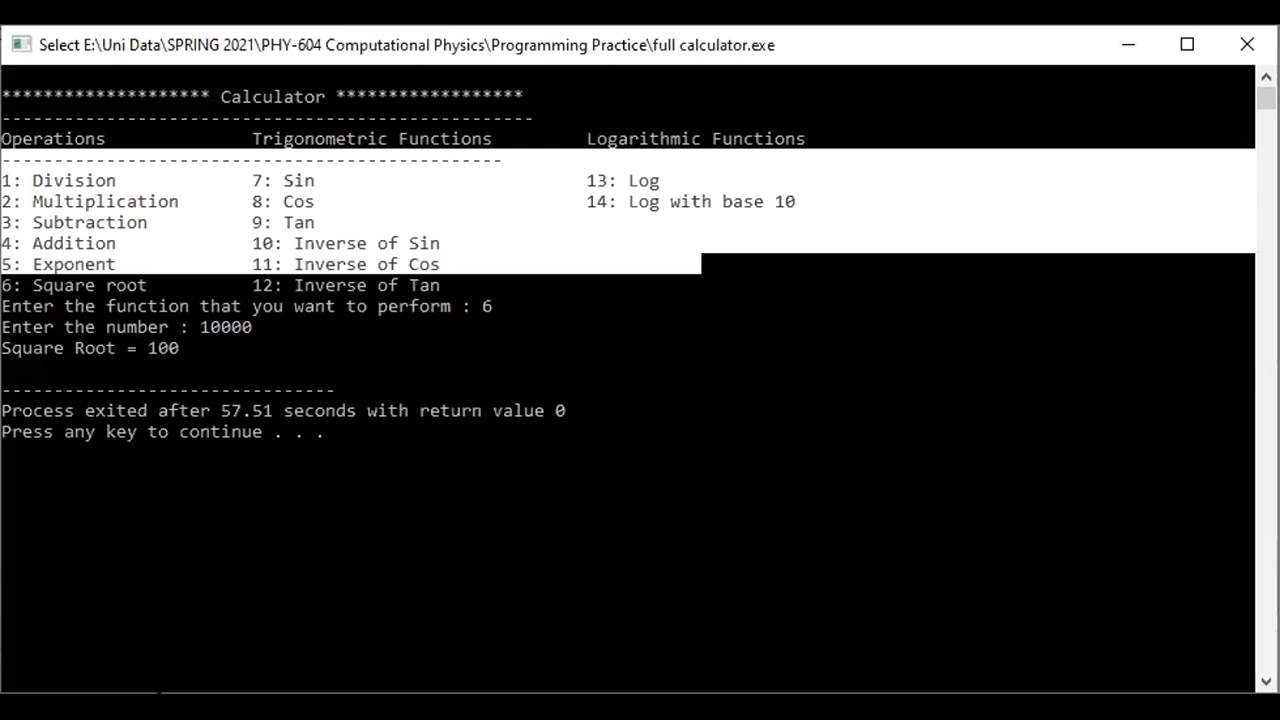 Select E:\Uni Data\SPRING 2021\PHY-604 Computational Physics\Programming Practice\full calculator.exe
******************** Calculator ******************
---------------------------------------------------
Operations Trigonometric Functions Logarithmic Functions
------------------------------------------------
1: Division 7: Sin 13: Log
2: Multiplication 8: Cos 14: Log with base 10
3: Subtraction 9: Tan
4: Addition 10: Inverse of Sin
5: Exponent 11: Inverse of Cos
6: Square root 12: Inverse of Tan
Enter the function that you want to perform : 6
Enter the number : 10000
Square Root = 100
--------------------------------
Process exited after 57.51 seconds with return value 0
Press any key to continue . . .